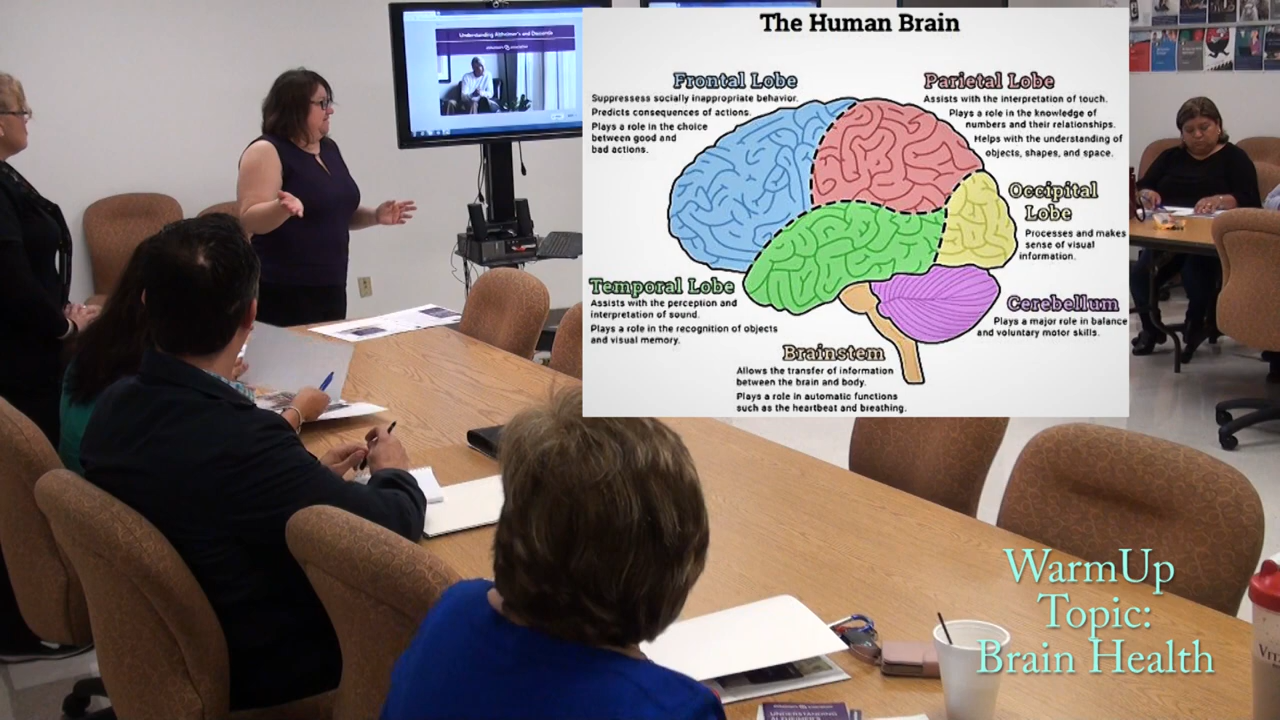 Understanding Alzheimer's and Dementia
alzheimer's association
The Human Brain
Frontal Lobe
Suppressess socially inappropriate behavior.
Predicts consequences of actions.
Plays a role in the choice
between good and
bad actions.
Parietal Lobe
Assists with the interpretation of touch.
Plays a role in the knowledge of
numbers and their relationships.
Helps with the understanding of
objects, shapes, and space.
Occipital
Lobe
Processes and makes
sense of visual
information.
Temporal Lobe
Assists with the perception and
interpretation of sound.
Plays a role in the recognition of objects
and visual memory.
Cerebellum
Plays a major role in balance
and voluntary motor skills.
Brainstem
Allows the transfer of information
between the brain and body.
Plays a role in automatic functions
such as the heartbeat and breathing.
WarmUp
Topic:
Brain Health
UNDERSTANDING
ALZHEIMER'S